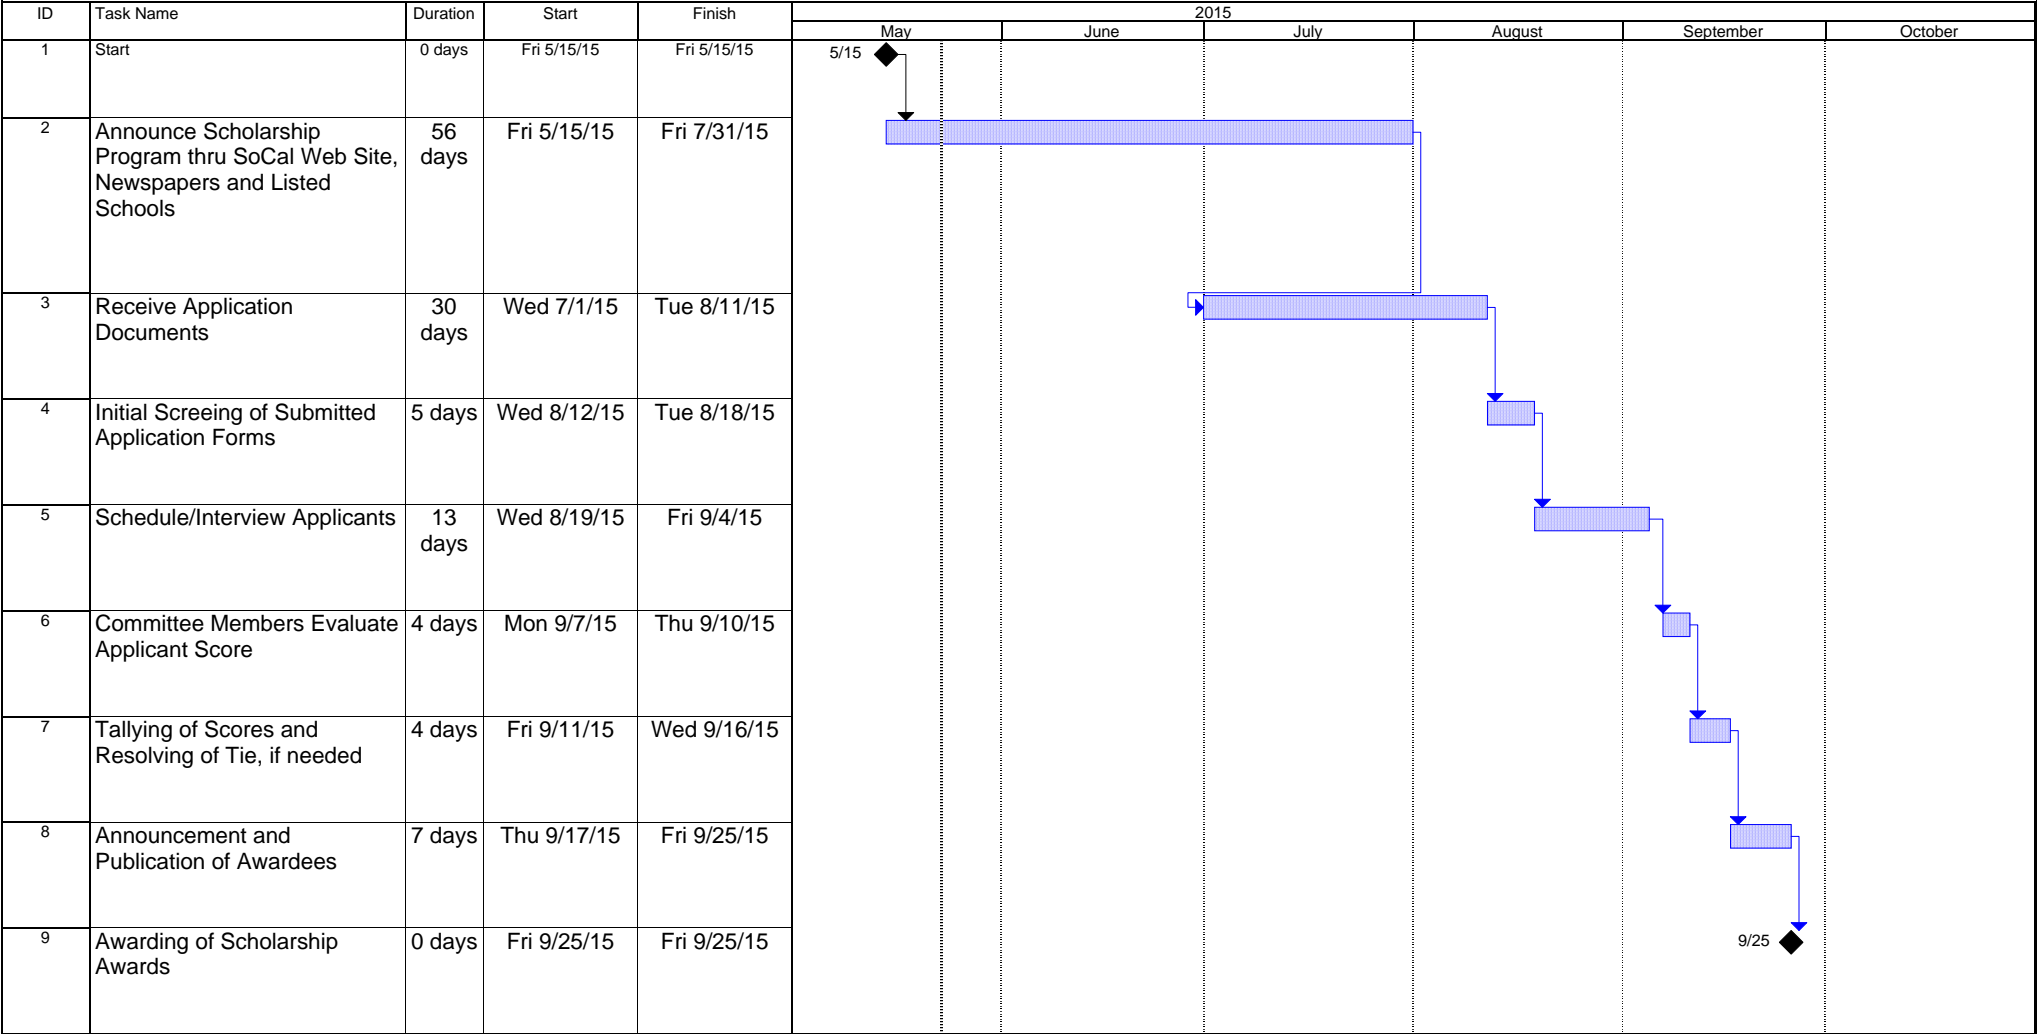 ID Task Name Duration Start Finish 2015
May June July August September October
1 Start 0 days Fri 5/15/15 Fri 5/15/15 5/15
2 Announce Scholarship 56 Fri 5/15/15 Fri 7/31/15
Program thru SoCal Web Site, days
Newspapers and Listed
Schools
3 Receive Application 30 Wed 7/1/15 Tue 8/11/15
Documents days
4 Initial Screeing of Submitted 5 days Wed 8/12/15 Tue 8/18/15
Application Forms
5 Schedule/Interview Applicants 13 Wed 8/19/15 Fri 9/4/15
days
6 Committee Members Evaluate 4 days Mon 9/7/15 Thu 9/10/15
Applicant Score
7 Tallying of Scores and 4 days Fri 9/11/15 Wed 9/16/15
Resolving of Tie, if needed
8 Announcement and 7 days Thu 9/17/15 Fri 9/25/15
Publication of Awardees
9 Awarding of Scholarship 0 days Fri 9/25/15 Fri 9/25/15 9/25
Awards